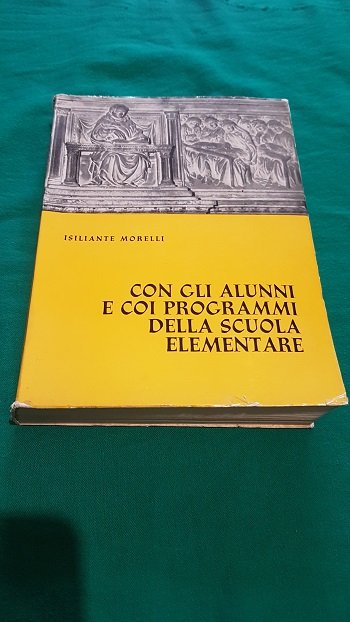 ISILIANTE MORELLI
CON GLI ALUNNI
E COI PROGRAMMI
DELLA SCUOLA
ELEMENTARE